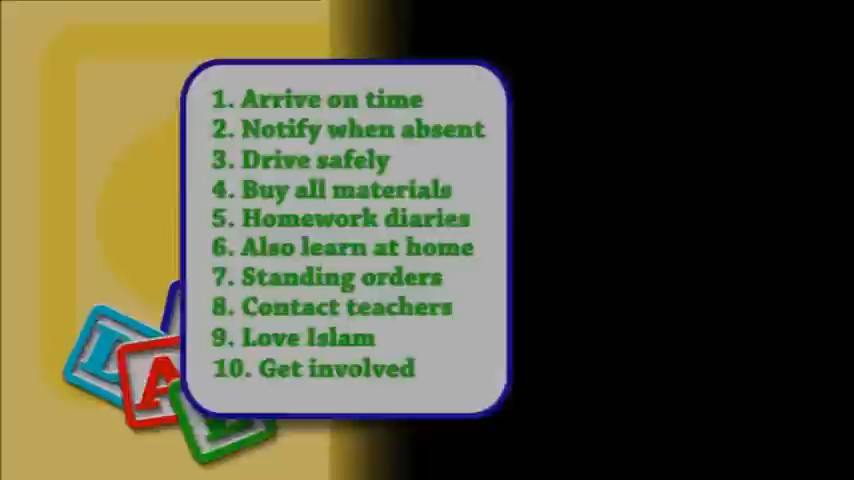 1. Arrive on time
2. Notify when absent
3. Drive safely
4. Buy all materials
5. Homework diaries
6. Also learn at home
7. Standing orders
8. Contact teachers
9. Love Islam
10. Get involved
A